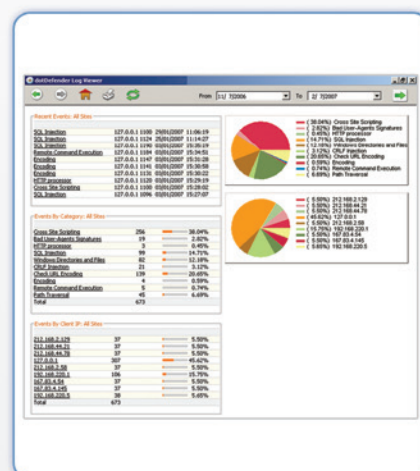 dotDefender Log Viewer
From 11/ 7/2006 To 2/ 7/2007
Recent Events: All Sites
SQL Injection 127.0.0.1 1108 29/01/2007 11:06:19
SQL Injection 127.0.0.1 1124 25/01/2007 11:14:27
SQL Injection 127.0.0.1 1190 15/01/2007 15:35:19
Remote Command Execution 127.0.0.1 1184 03/01/2007 15:34:51
Encoding 127.0.0.1 1147 15/01/2007 15:31:28
Encoding 127.0.0.1 1141 15/01/2007 15:30:58
Encoding 127.0.0.1 1131 15/01/2007 15:30:22
HTTP processor 127.0.0.1 1120 15/01/2007 15:29:19
Cross Site Scripting 127.0.0.1 1100 15/01/2007 15:28:02
SQL Injection 127.0.0.1 1096 15/01/2007 15:27:07
( 38.04%) Cross Site Scripting
( 2.82%) Bad User-Agents Signatures
( 0.45%) HTTP processor
( 14.71%) SQL Injection
( 12.18%) Windows Directories and Files
( 3.12%) CRLF Injection
( 20.65%) Check URL Encoding
( 0.59%) Encoding
( 0.74%) Remote Command Execution
( 6.69%) Path Traversal
Events By Category: All Sites
Cross Site Scripting 256 38.04%
Bad User-Agents Signatures 19 2.82%
HTTP processor 3 0.45%
SQL Injection 99 14.71%
Windows Directories and Files 82 12.18%
CRLF Injection 21 3.12%
Check URL Encoding 139 20.65%
Encoding 4 0.59%
Remote Command Execution 5 0.74%
Path Traversal 45 6.69%
Total 673
( 5.50%) 212.168.2.129
( 5.50%) 212.168.44.21
( 5.50%) 212.168.44.78
( 45.62%) 127.0.0.1
( 5.50%) 212.168.2.58
( 15.75%) 192.168.220.1
( 5.50%) 167.83.4.54
( 5.50%) 167.83.4.145
( 5.65%) 192.168.220.5
Events By Client IP: All Sites
212.168.2.129 37 5.50%
212.168.44.21 37 5.50%
212.168.44.78 37 5.50%
127.0.0.1 307 45.62%
212.168.2.58 37 5.50%
192.168.220.1 106 15.75%
167.83.4.54 37 5.50%
167.83.4.145 37 5.50%
192.168.220.5 38 5.65%
Total 673